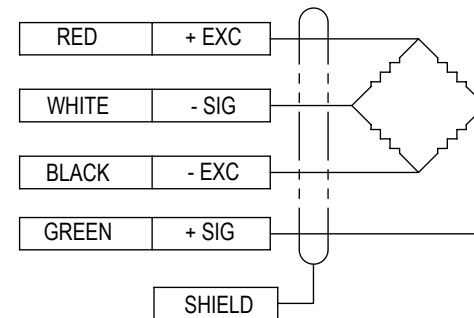 RED + EXC
WHITE - SIG
BLACK - EXC
GREEN + SIG
SHIELD